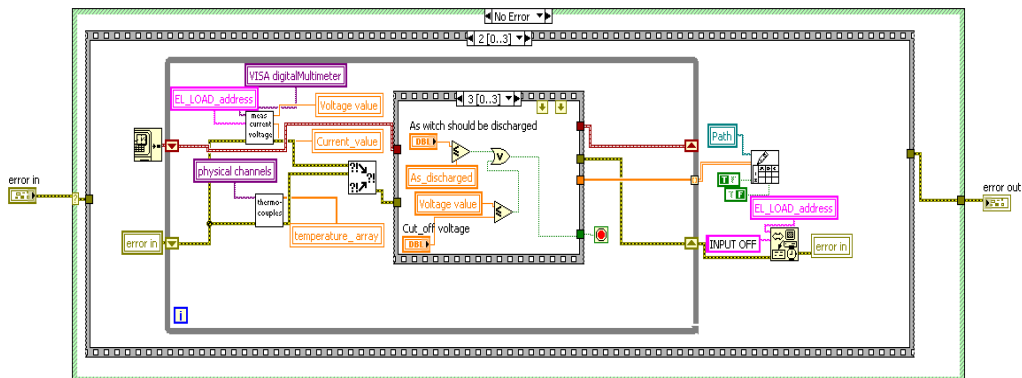 No Error
2 [0..3]
VISA digitalMultimeter
EL_LOAD_address
Voltage value
meas
current
voltage
3 [0..3]
As witch should be discharged
DBL
Current_value
As_discharged
physical channels
Voltage value
thermo-
couples
Cut_off voltage
DBL
temperature_array
error in
error in
i
Path
T F
T F
EL_LOAD_address
INPUT OFF
error in
error out